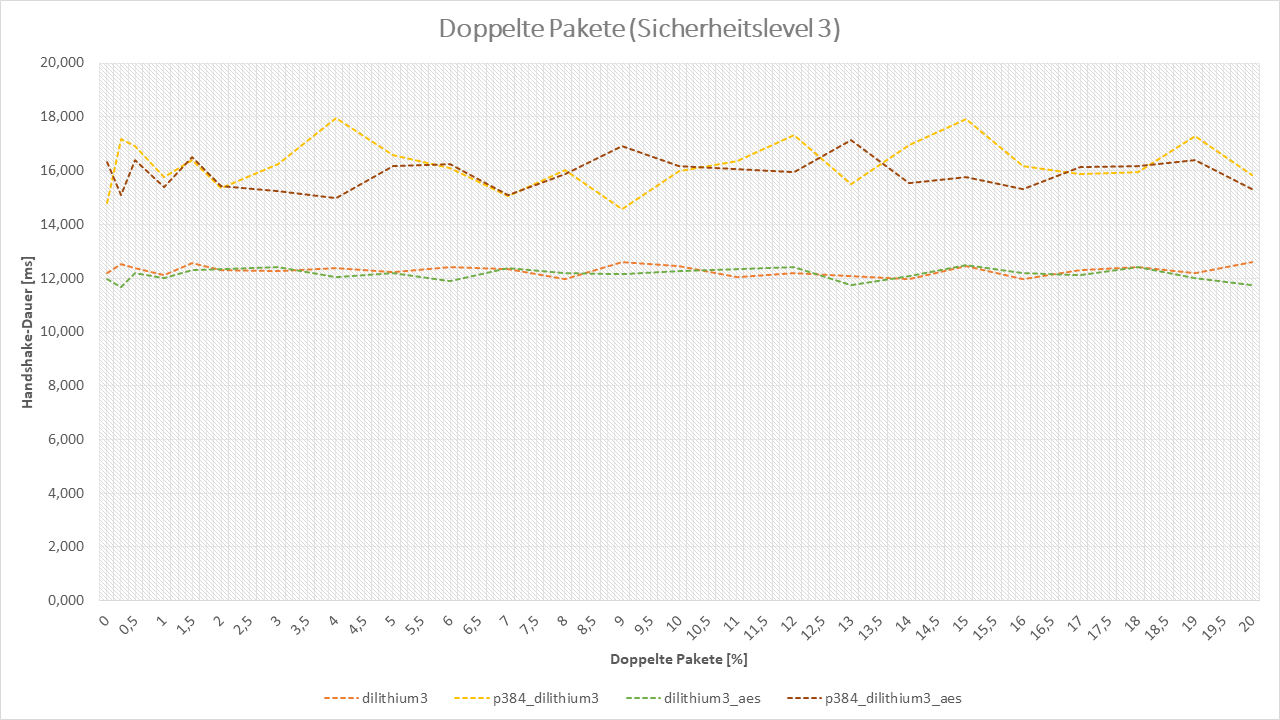 Doppelte Pakete (Sicherheitslevel 3)
20,000
18,000
16,000
14,000
12,000
10,000
8,000
6,000
4,000
2,000
0,000
Handshake-Dauer [ms]
0 0,5 1 1,5 2 2,5 3 3,5 4 4,5 5 5,5 6 6,5 7 7,5 8 8,5 9 9,5 10 10,5 11 11,5 12 12,5 13 13,5 14 14,5 15 15,5 16 16,5 17 17,5 18 18,5 19 19,5 20
Doppelte Pakete [%]
dilithium3 p384_dilithium3 dilithium3_aes p384_dilithium3_aes